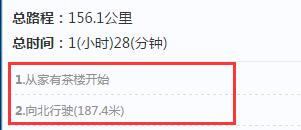 总路程：156.1公里
总时间：1(小时)28(分钟)
1.从家有茶楼开始
2.向北行驶(187.4米)